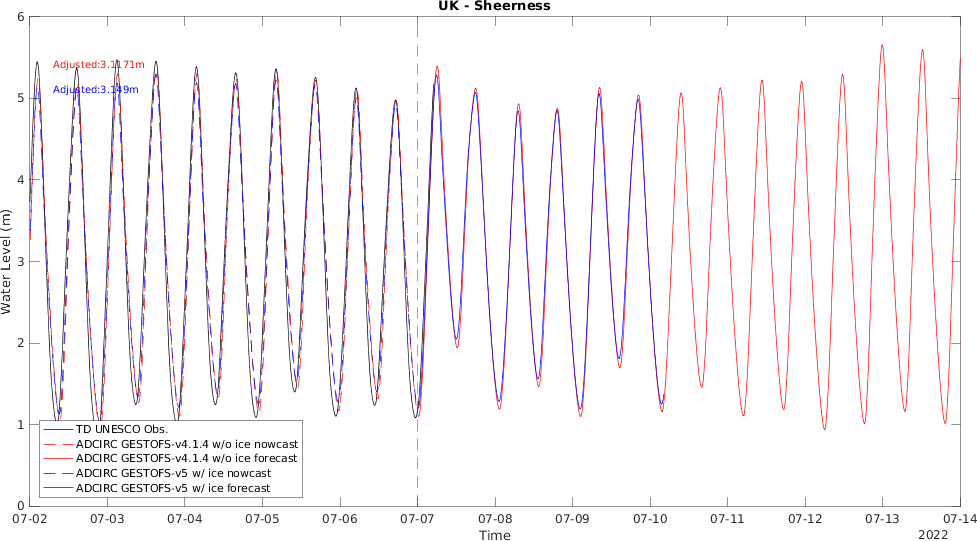 UK - Sheerness
Water Level (m)
6
5
4
3
2
1
0
Adjusted:3.1171m
Adjusted:3.149m
TD UNESCO Obs.
ADCIRC GESTOFS-v4.1.4 w/o ice nowcast
ADCIRC GESTOFS-v4.1.4 w/o ice forecast
ADCIRC GESTOFS-v5 w/ ice nowcast
ADCIRC GESTOFS-v5 w/ ice forecast
07-02 07-03 07-04 07-05 07-06 07-07 07-08 07-09 07-10 07-11 07-12 07-13 07-14
Time
2022